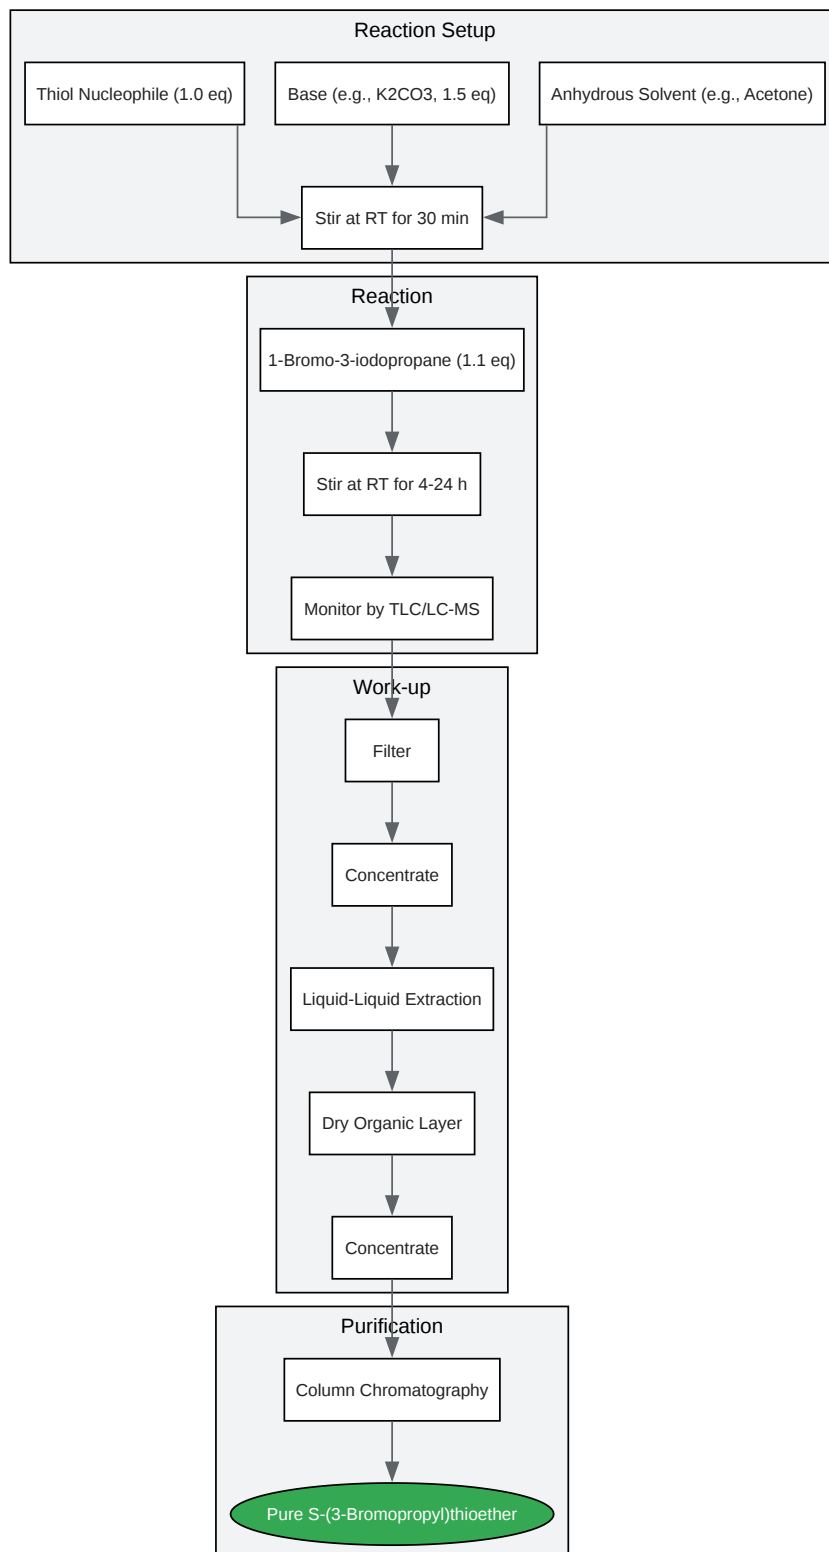 Reaction Setup
Thiol Nucleophile (1.0 eq)
Base (e.g., K2CO3, 1.5 eq)
Anhydrous Solvent (e.g., Acetone)
Stir at RT for 30 min
Reaction
1-Bromo-3-iodopropane (1.1 eq)
Stir at RT for 4-24 h
Monitor by TLC/LC-MS
Work-up
Filter
Concentrate
Liquid-Liquid Extraction
Dry Organic Layer
Concentrate
Purification
Column Chromatography
Pure S-(3-Bromopropyl)thioether